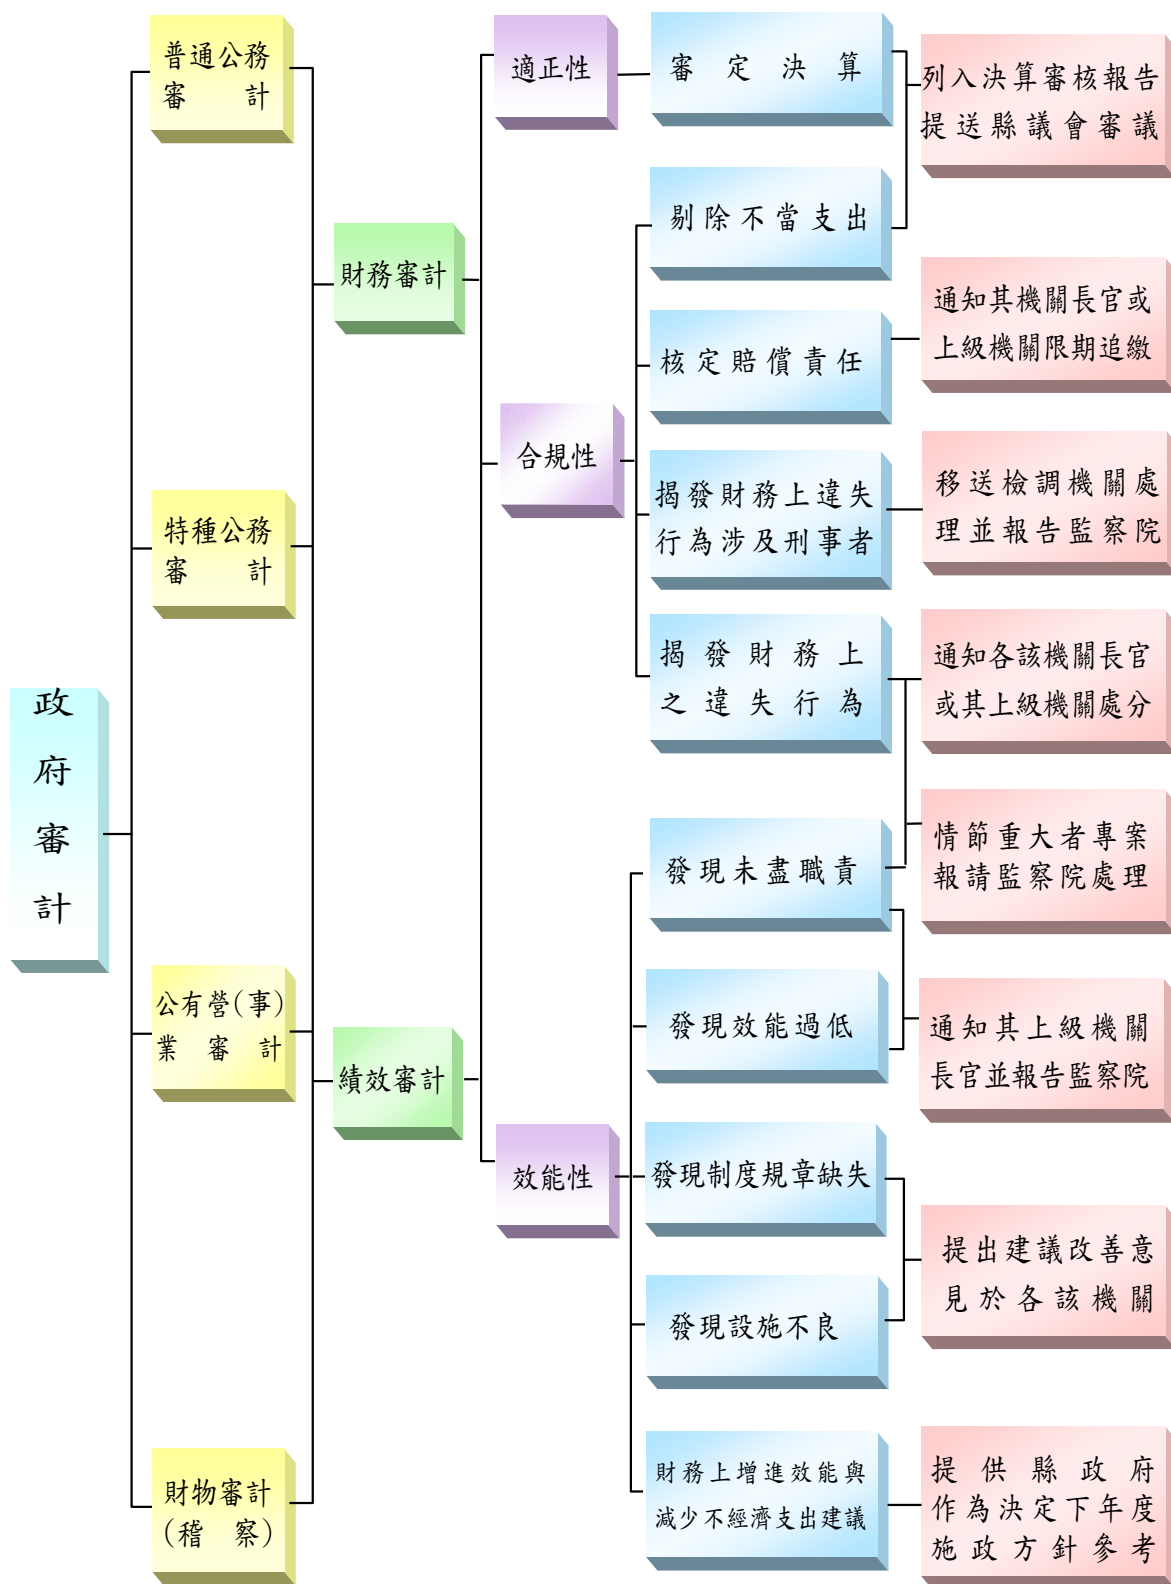 政
府
審
計
普通公務
審計
特種公務
審計
公有營(事)
業審計
財物審計
(稽察)
財務審計
績效審計
適正性
合規性
效能性
審定決算
剔除不當支出
核定賠償責任
揭發財務上違失
行為涉及刑事者
揭發財務上
之違失行為
發現未盡職責
發現效能過低
發現制度規章缺失
發現設施不良
財務上增進效能與
減少不經濟支出建議
列入決算審核報告
提送縣議會審議
通知其機關長官或
上級機關限期追繳
移送檢調機關處
理並報告監察院
通知各該機關長官
或其上級機關處分
情節重大者專案
報請監察院處理
通知其上級機關
長官並報告監察院
提出建議改善意
見於各該機關
提供縣政府
作為決定下年度
施政方針參考